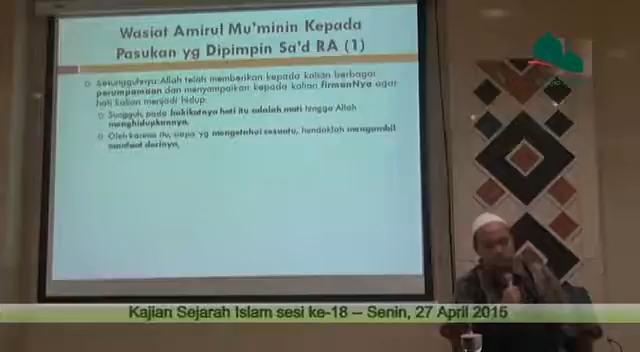 Wasiat Amirul Mu'minin Kepada
Pasukan yg Dipimpin Sa'd RA (1)
Sesungguhnya Allah telah memberikan kepada kalian berbagai
perumpamaan dan menyampaikan kepada kalian firmanNya agar
hati kalian menjadi hidup.
Sungguh, pada hakikatnya hati itu adalah mati hingga Allah
menghidupkannya.
Oleh karena itu, siapa yg mengetahui sesuatu, hendaklah mengambil
manfaat darinya,
Kajian Sejarah Islam sesi ke-18 – Senin, 27 April 2015